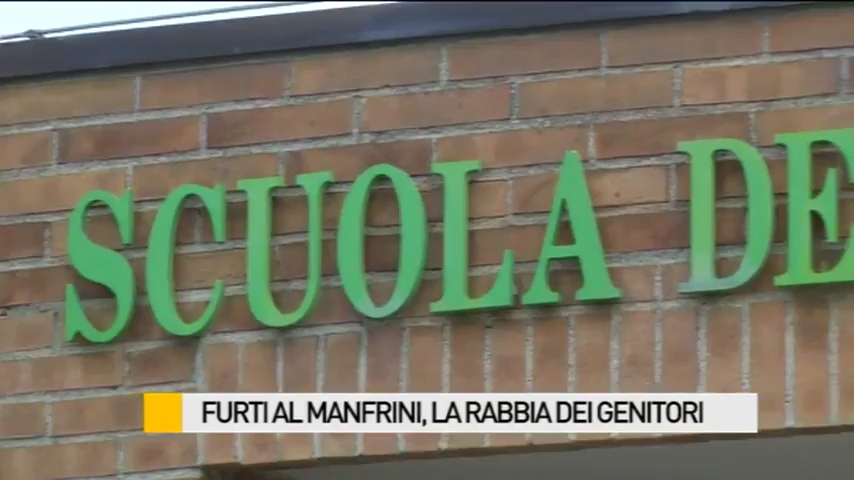 SCUOLA DE
FURTI AL MANFRINI, LA RABBIA DEI GENITORI